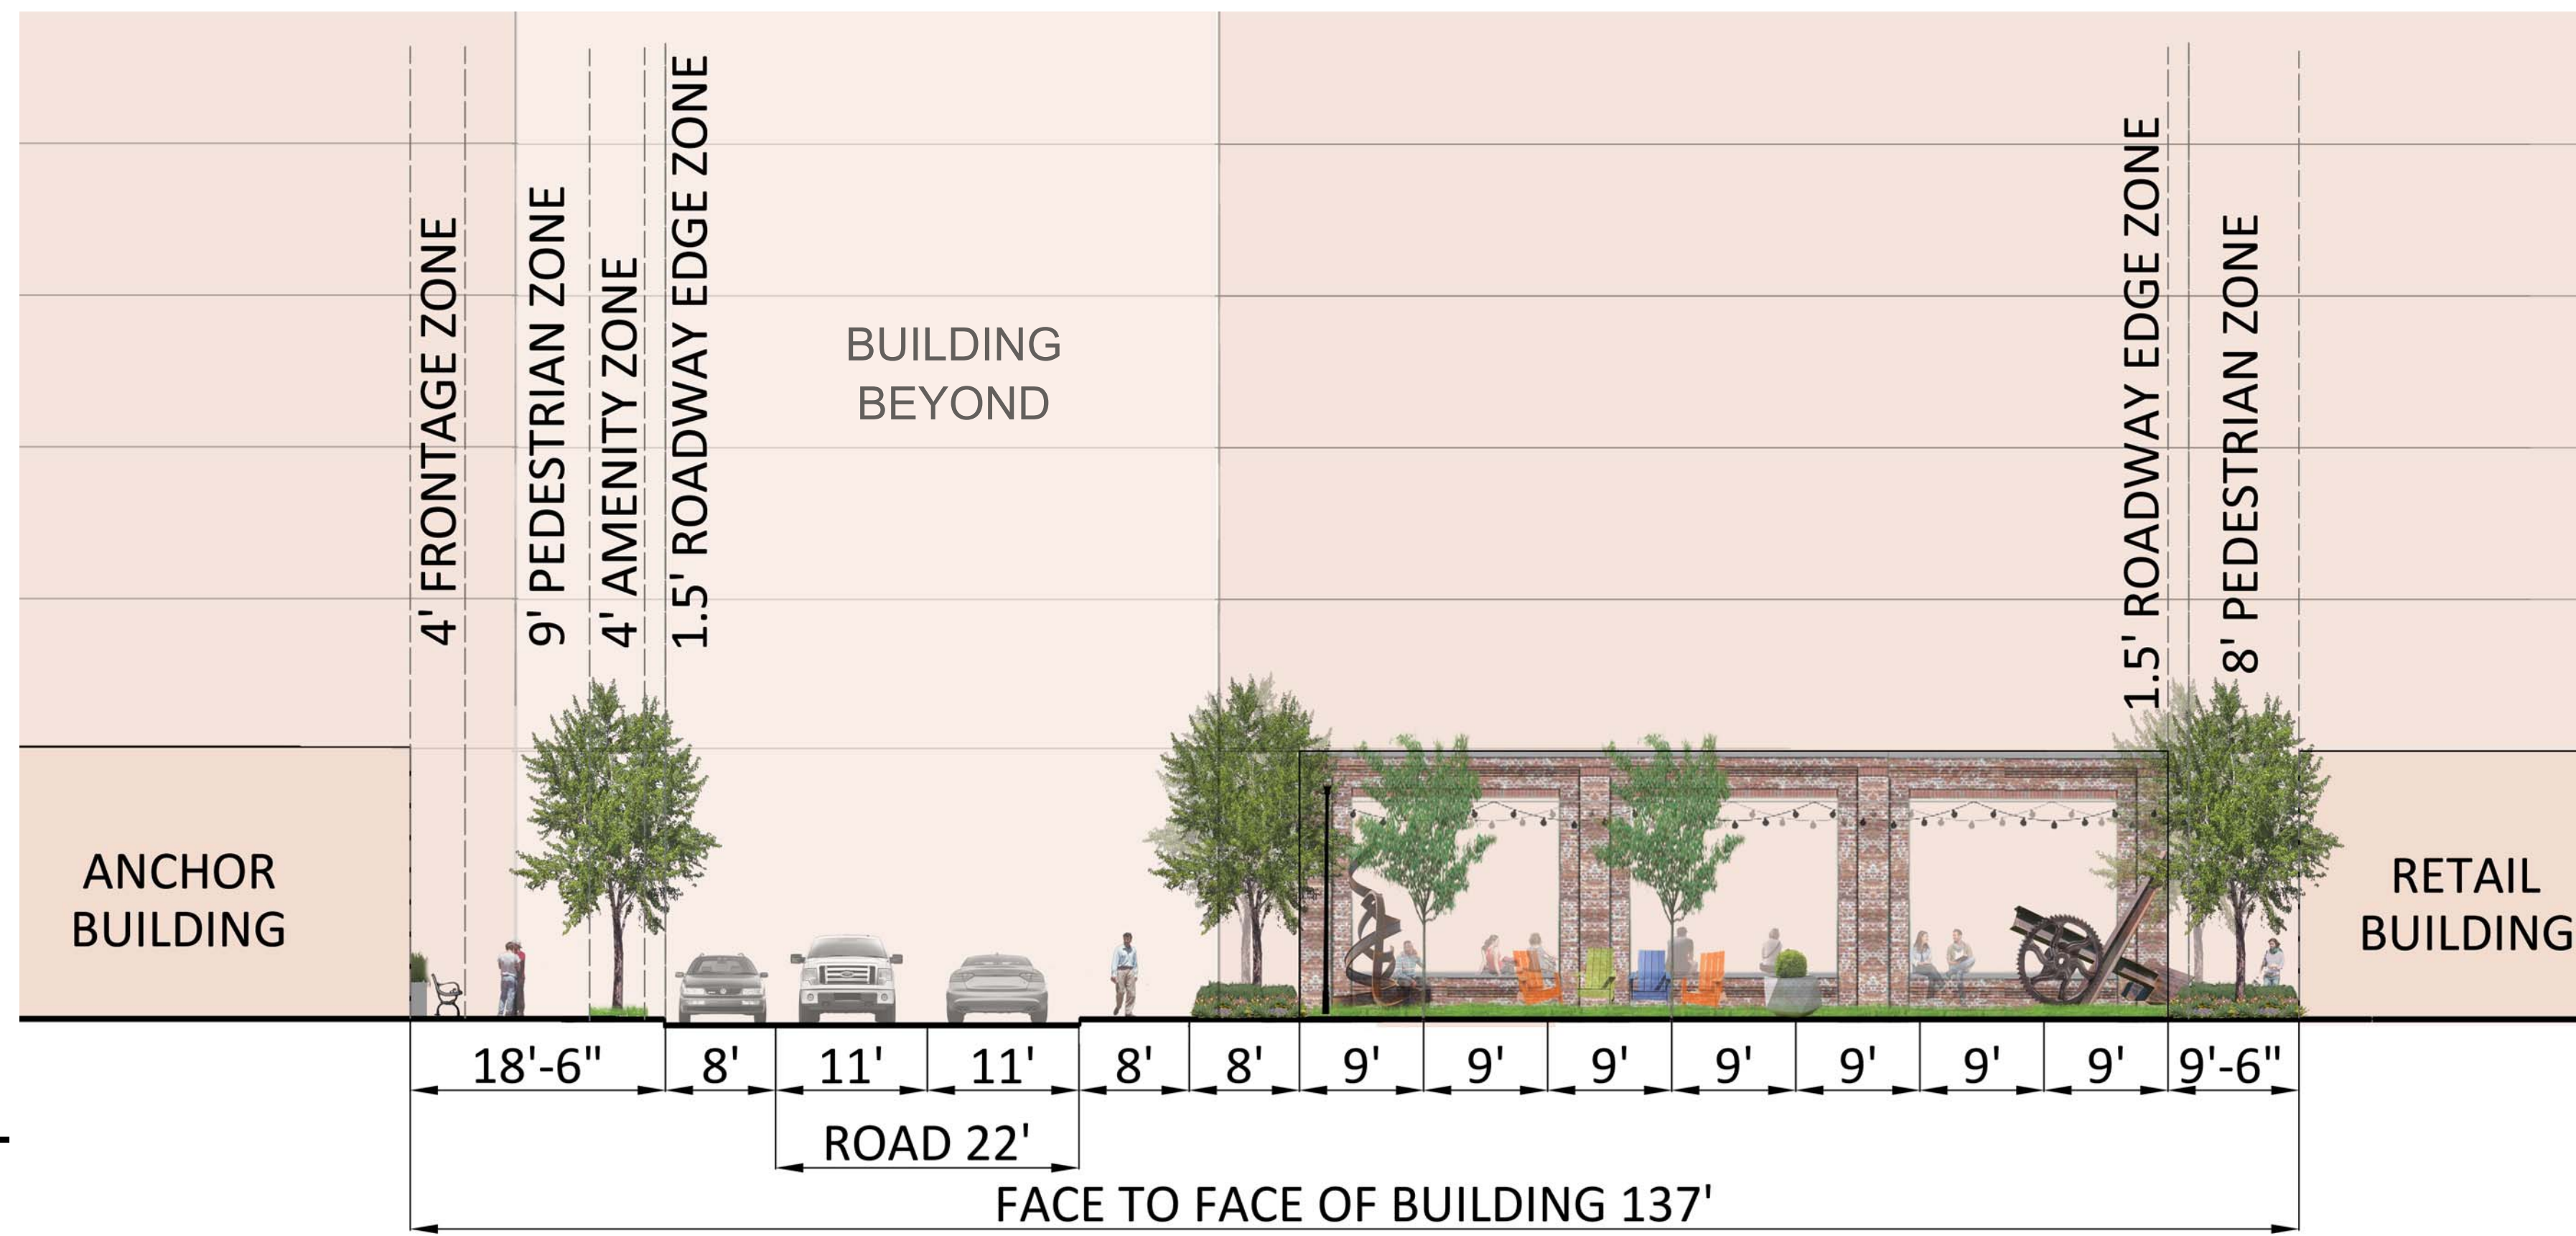 4' FRONTAGE ZONE
9' PEDESTRIAN ZONE
4' AMENITY ZONE
1.5' ROADWAY EDGE ZONE
BUILDING
BEYOND
1.5' ROADWAY EDGE ZONE
8' PEDESTRIAN ZONE
ANCHOR
BUILDING
RETAIL
BUILDING
18'-6" 8' 11' 11' 8' 8' 9' 9' 9' 9' 9' 9' 9' 9'-6"
ROAD 22'
FACE TO FACE OF BUILDING 137'